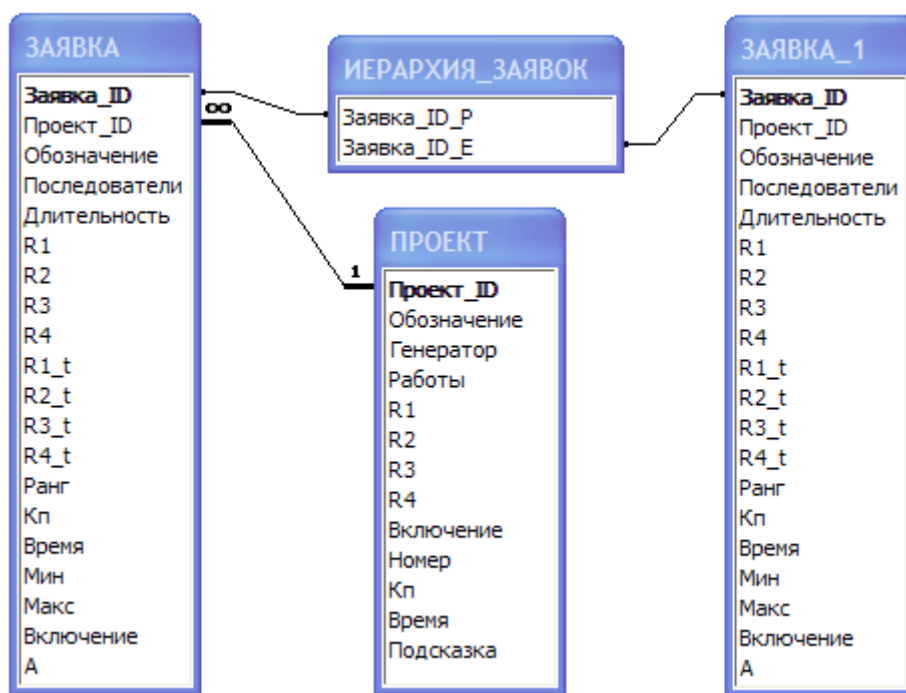 ЗАЯВКА
Заявка_ID
Проект_ID
Обозначение
Последователи
Длительность
R1
R2
R3
R4
R1_t
R2_t
R3_t
R4_t
Ранг
Кп
Время
Мин
Макс
Включение
А
∞
1
ИЕРАРХИЯ_ЗАЯВОК
Заявка_ID_P
Заявка_ID_E
ПРОЕКТ
Проект_ID
Обозначение
Генератор
Работы
R1
R2
R3
R4
Включение
Номер
Кп
Время
Подсказка
ЗАЯВКА_1
Заявка_ID
Проект_ID
Обозначение
Последователи
Длительность
R1
R2
R3
R4
R1_t
R2_t
R3_t
R4_t
Ранг
Кп
Время
Мин
Макс
Включение
А